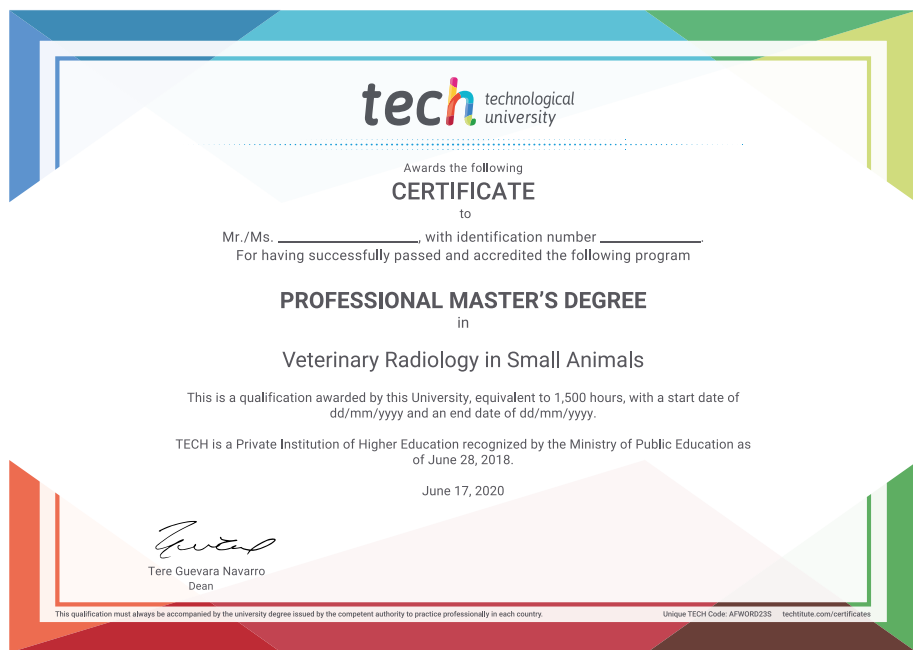 tech technological
university
Awards the following
CERTIFICATE
to
Mr./Ms. ____________, with identification number _________.
For having successfully passed and accredited the following program
PROFESSIONAL MASTER'S DEGREE
in
Veterinary Radiology in Small Animals
This is a qualification awarded by this University, equivalent to 1,500 hours, with a start date of
dd/mm/yyyy and an end date of dd/mm/yyyy.
TECH is a Private Institution of Higher Education recognized by the Ministry of Public Education as
of June 28, 2018.
June 17, 2020
Tere Guevara Navarro
Dean
This qualification must always be accompanied by the university degree issued by the competent authority to practice professionally in each country. Unique TECH Code: AFWORD23S techtitute.com/certificates